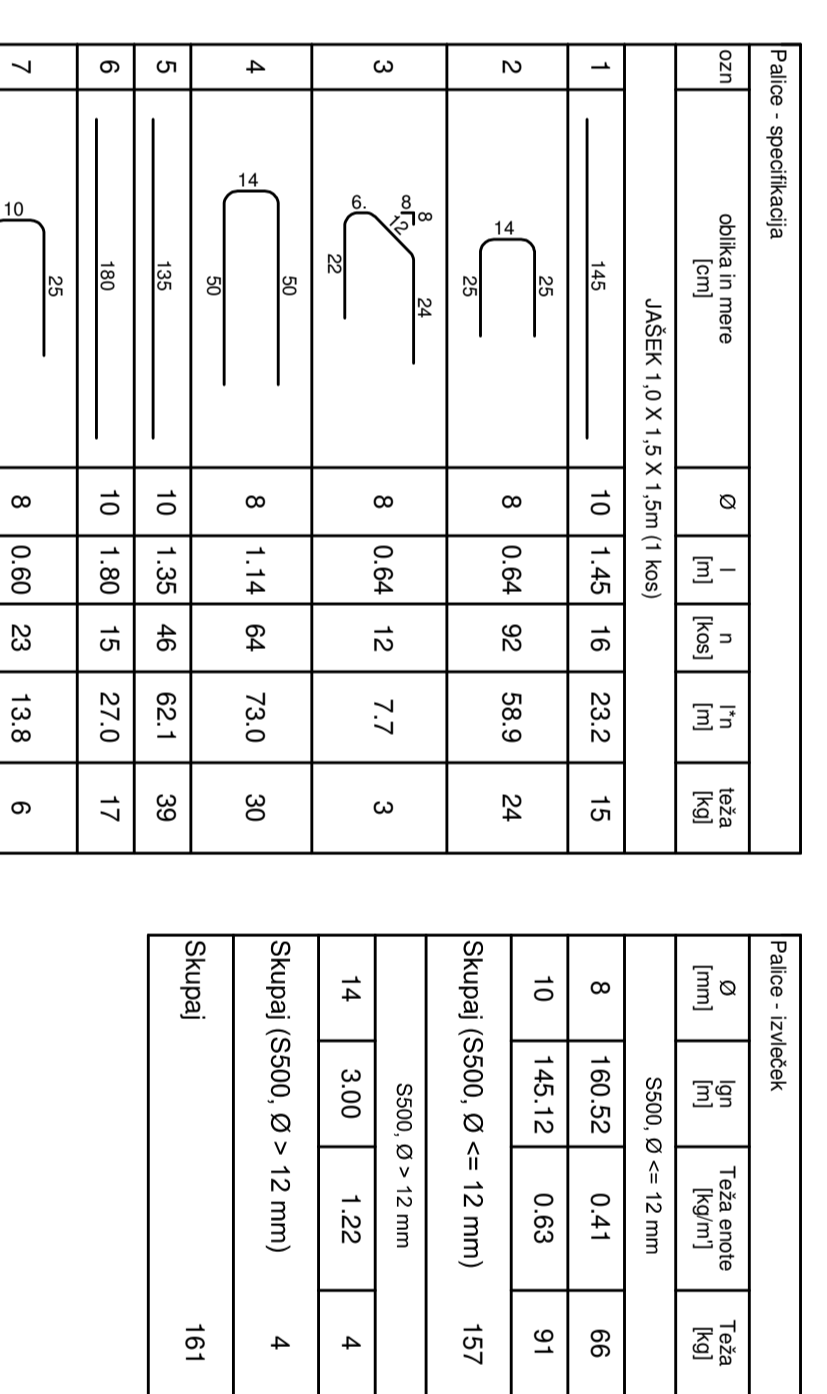 Palice - specifikacija
ozn oblika in mere [cm] Ø l [m] n [kos] l*n [m] teža [kg]
JAŠEK 1,0 X 1,5 X 1,5m (1 kos)
1 145 10 1.45 16 23.2 15
2 14 25 25 8 0.64 92 58.9 24
3 6. 8 8 12 22 24 8 0.64 12 7.7 3
4 14 50 50 8 1.14 64 73.0 30
5 135 10 1.35 46 62.1 39
6 180 10 1.80 15 27.0 17
7 10 25 8 0.60 23 13.8 6
Palice - izvleček
Ø [mm] lgn [m] Teža enote [kg/m'] Teža [kg]
S500, Ø <= 12 mm
8 160.52 0.41 66
10 145.12 0.63 91
Skupaj (S500, Ø <= 12 mm) 157
S500, Ø > 12 mm
14 3.00 1.22 4
Skupaj (S500, Ø > 12 mm) 4
Skupaj 161